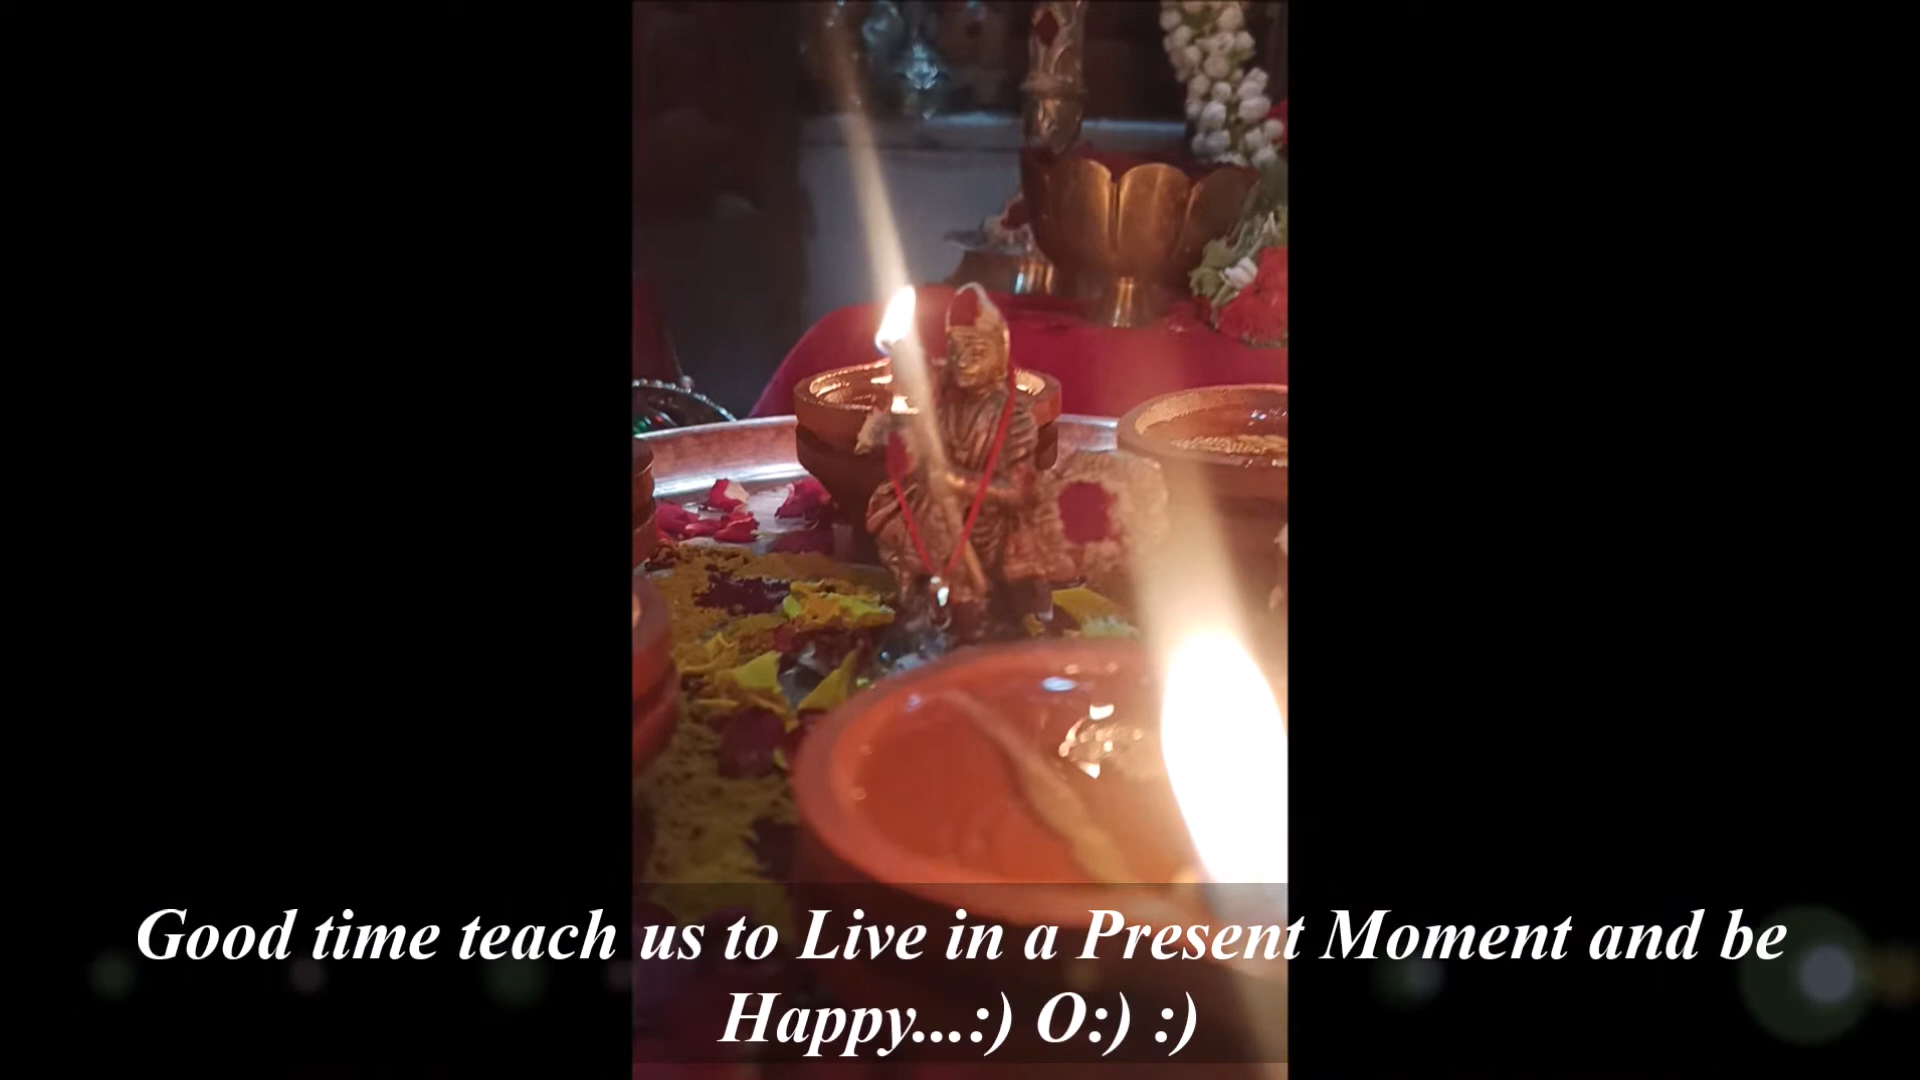 Good time teach us to Live in a Present Moment and be
Happy...:) O:) :)